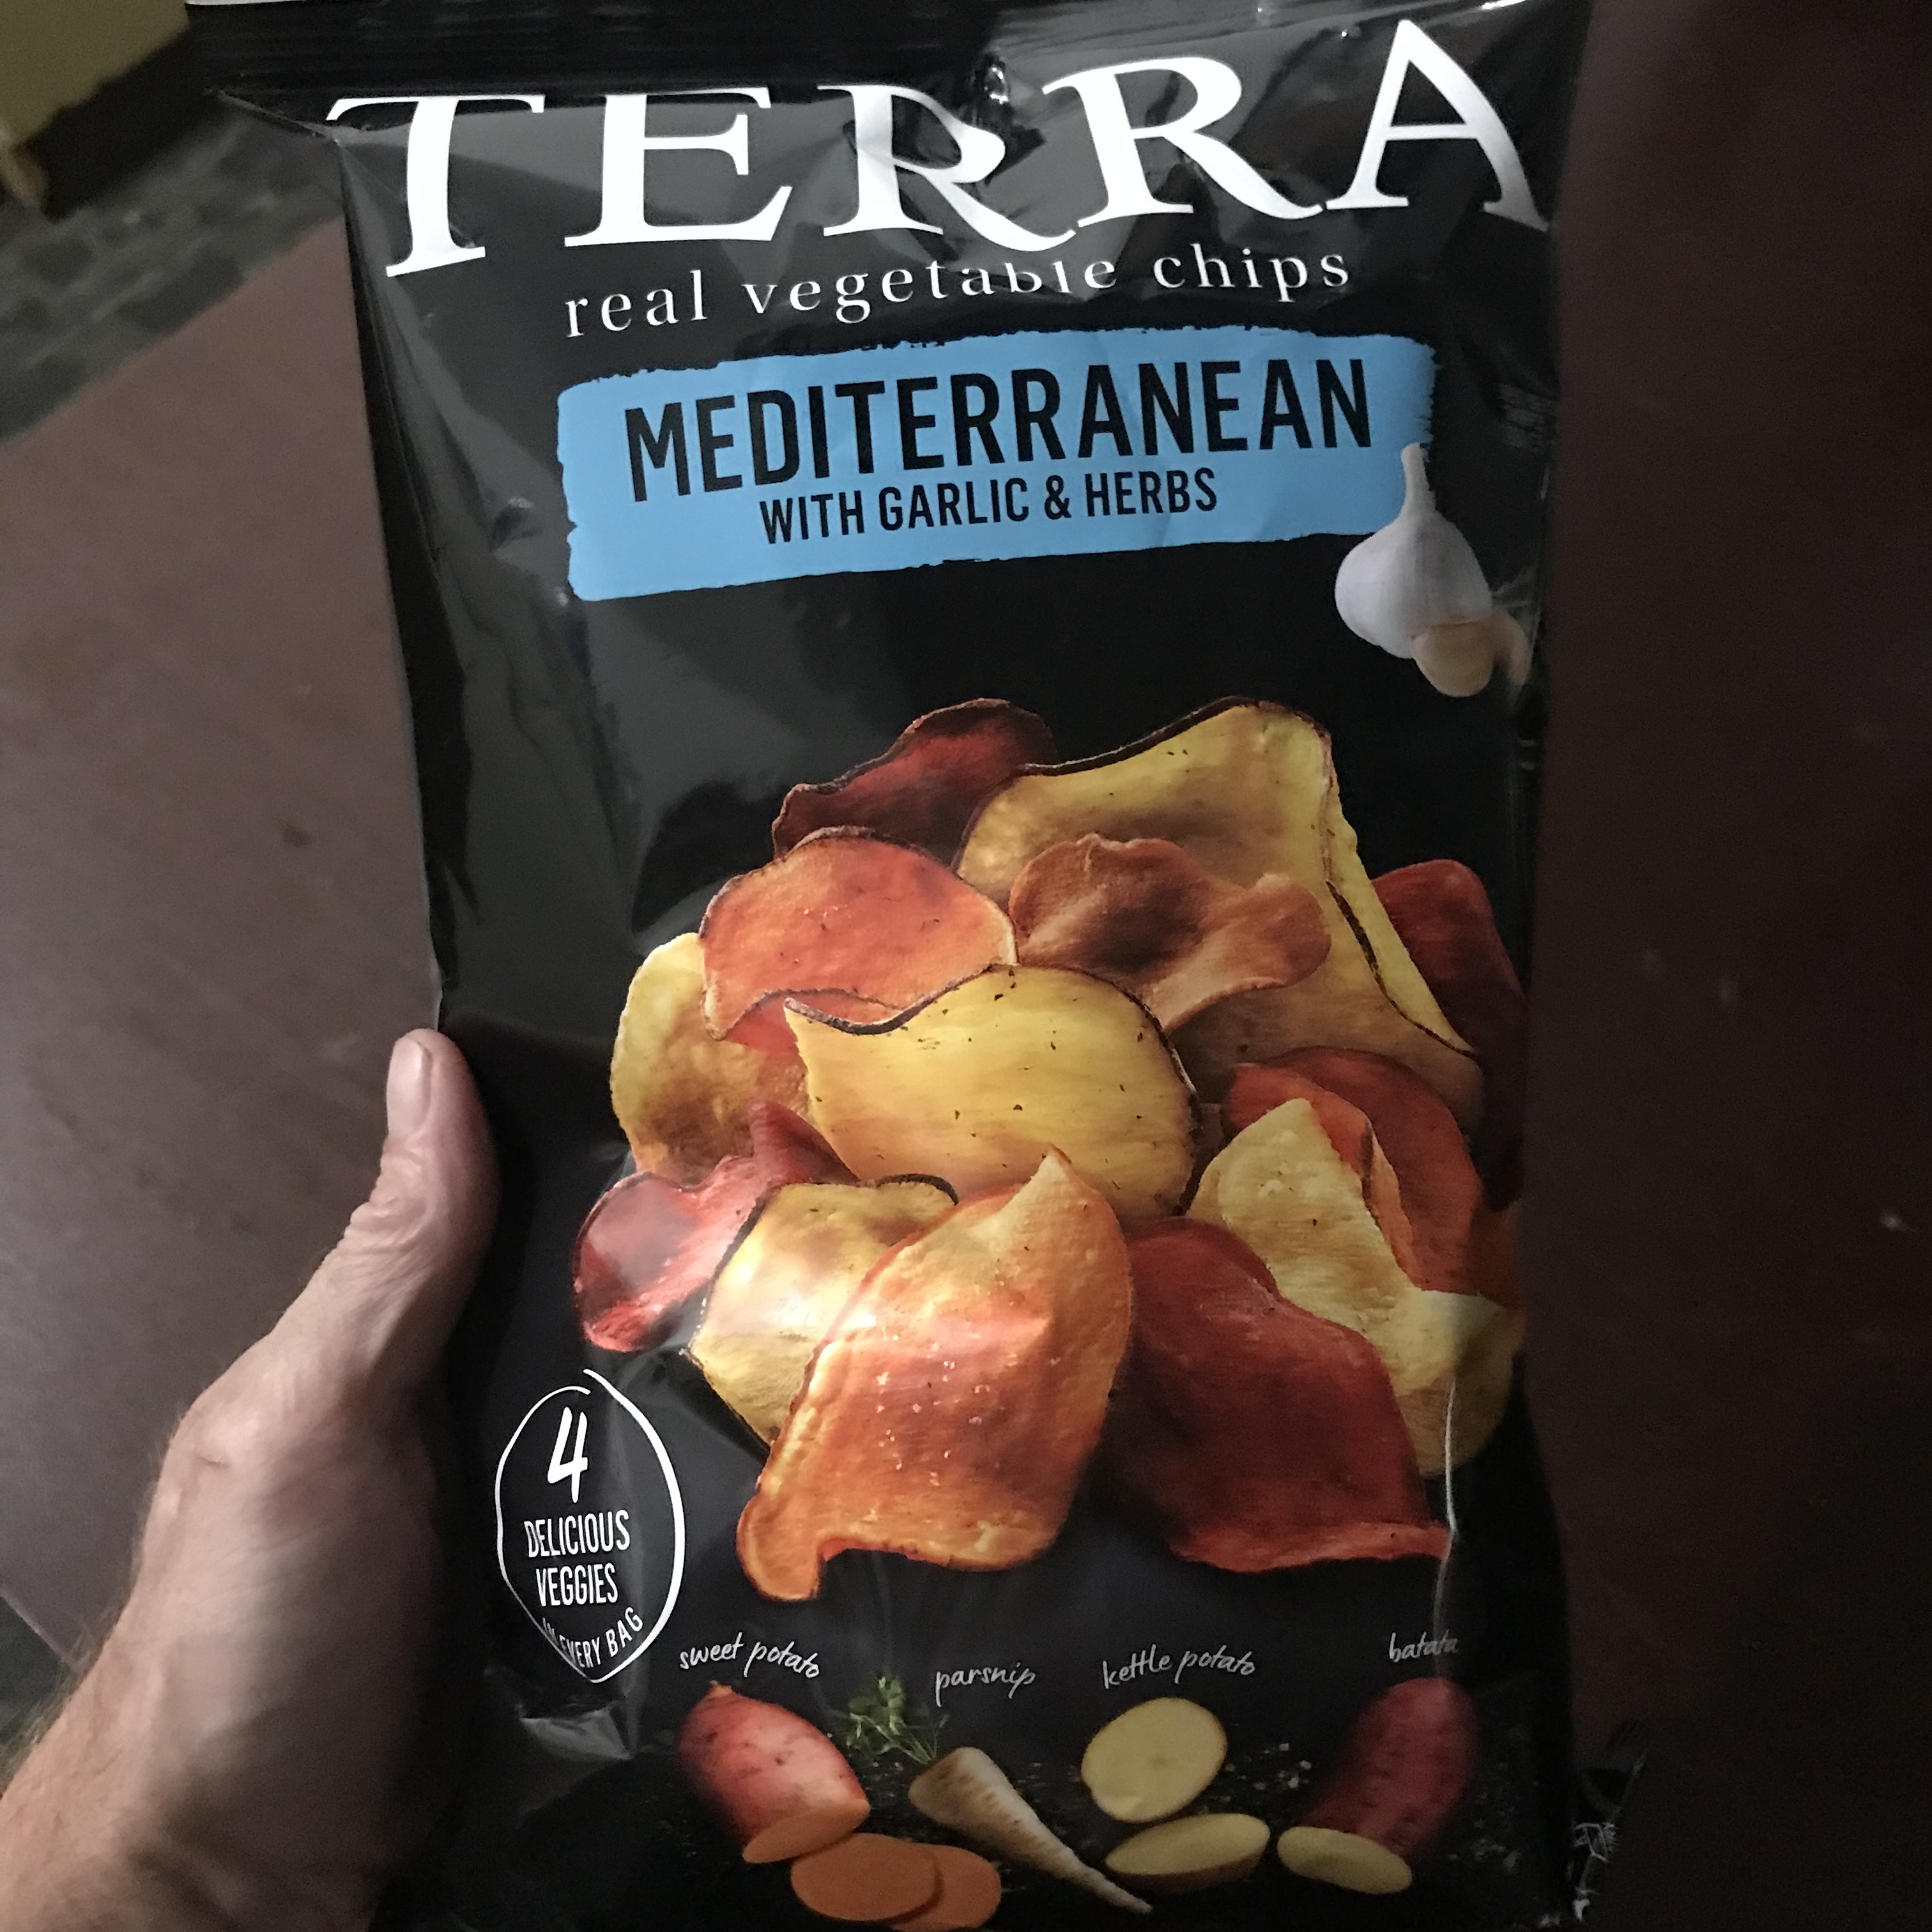 TERRA
real vegetable chips
MEDITERRANEAN
WITH GARLIC & HERBS
4
DELICIOUS
VEGGIES
IN EVERY BAG
sweet potato
parsnip
kettle potato
batata